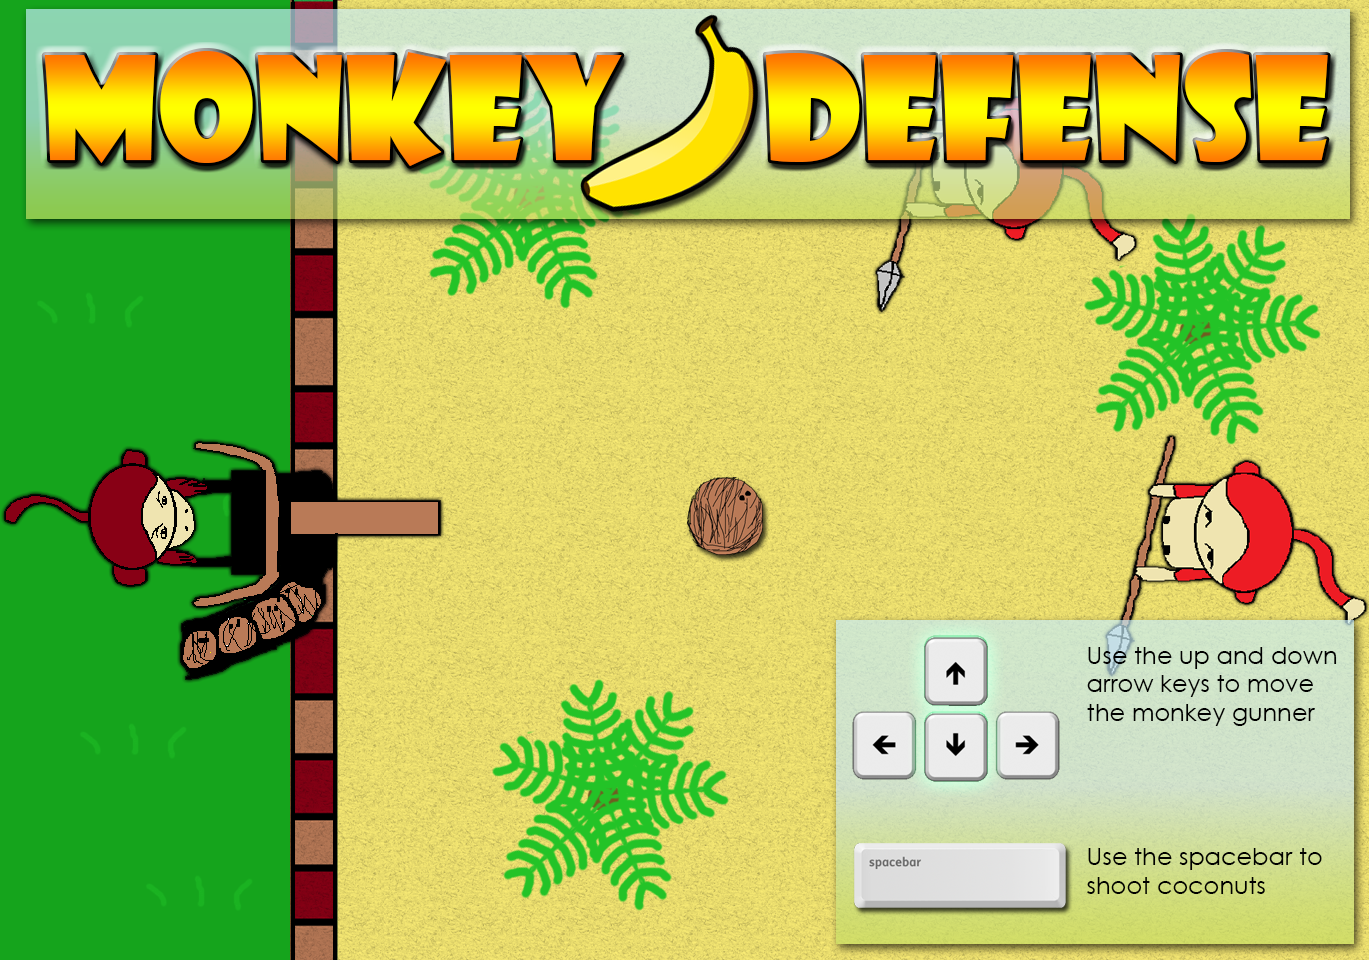 MONKEY DEFENSE
Use the up and down
arrow keys to move
the monkey gunner
spacebar
Use the spacebar to
shoot coconuts